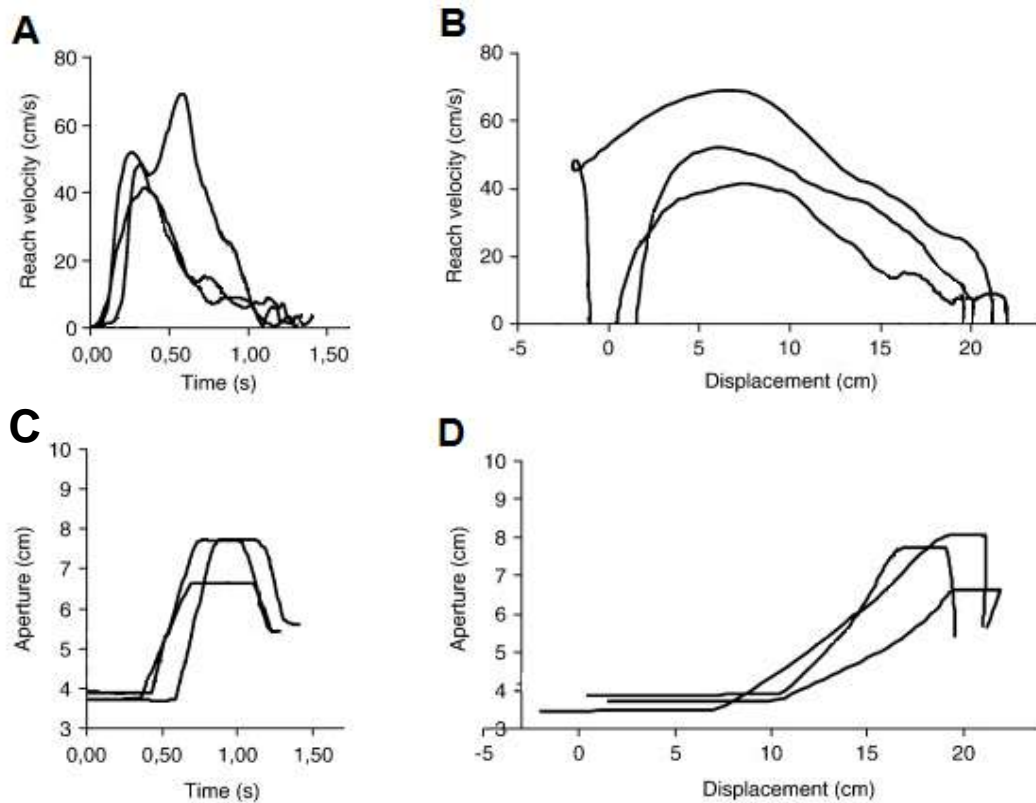 A
80
60
40
20
0
Reach velocity (cm/s)
0,00 0,50 1,00 1,50
Time (s)
B
80
60
40
20
0
Reach velocity (cm/s)
-5 0 5 10 15 20
Displacement (cm)
C
10
9
8
7
6
5
4
3
Aperture (cm)
0,00 0,50 1,00 1,50
Time (s)
D
10
9
8
7
6
5
4
3
Aperture (cm)
-5 0 5 10 15 20
Displacement (cm)